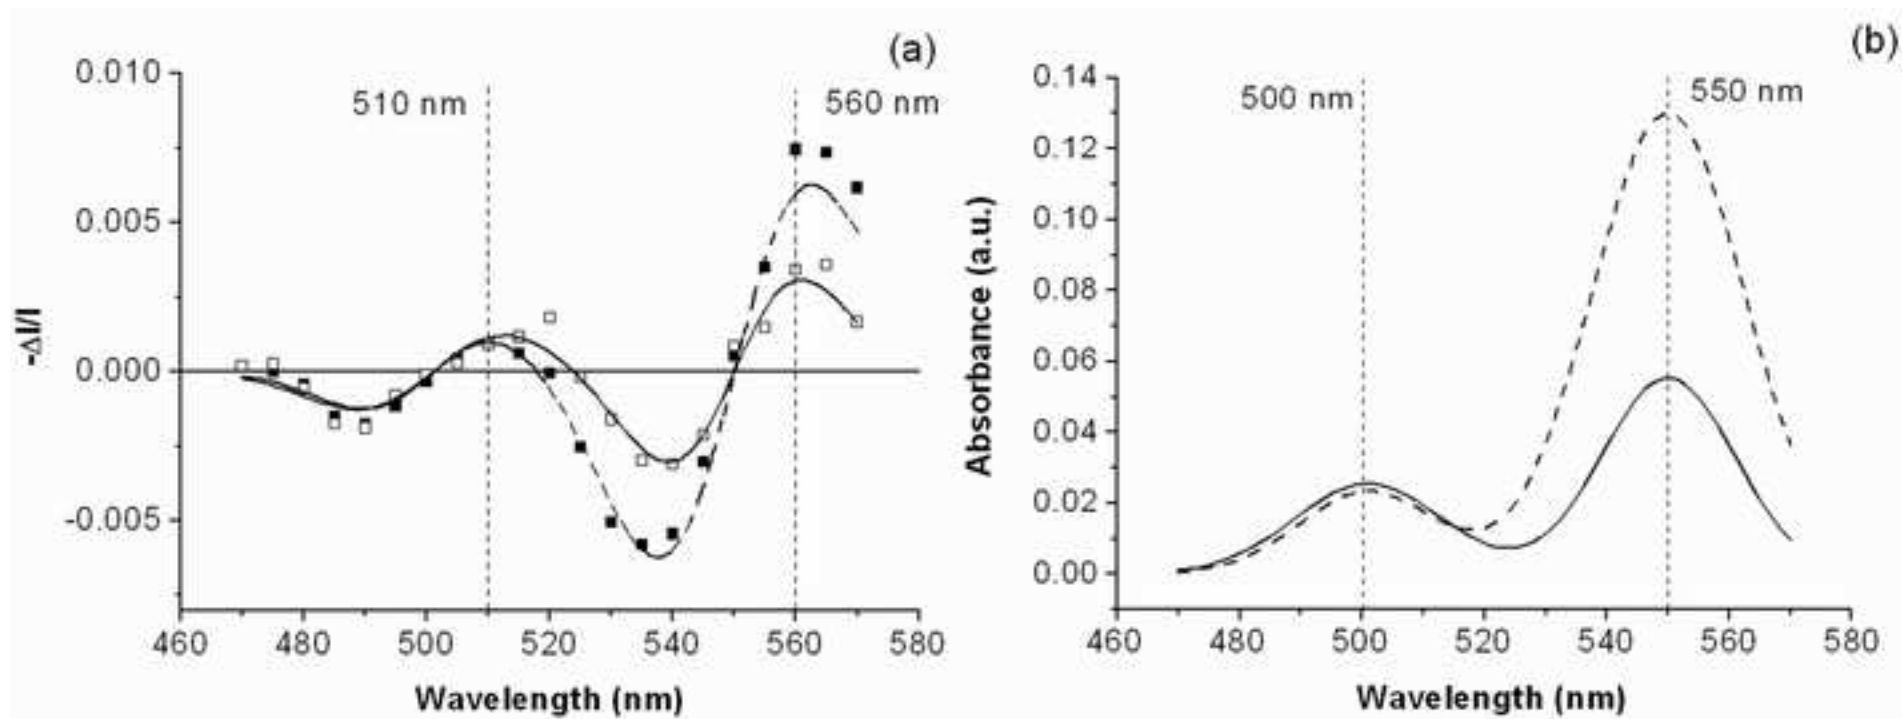 (a)
510 nm
560 nm
0.010
0.005
0.000
-0.005
-ΔI/I
460 480 500 520 540 560 580
Wavelength (nm)
(b)
500 nm
550 nm
0.14
0.12
0.10
0.08
0.06
0.04
0.02
0.00
Absorbance (a.u.)
460 480 500 520 540 560 580
Wavelength (nm)